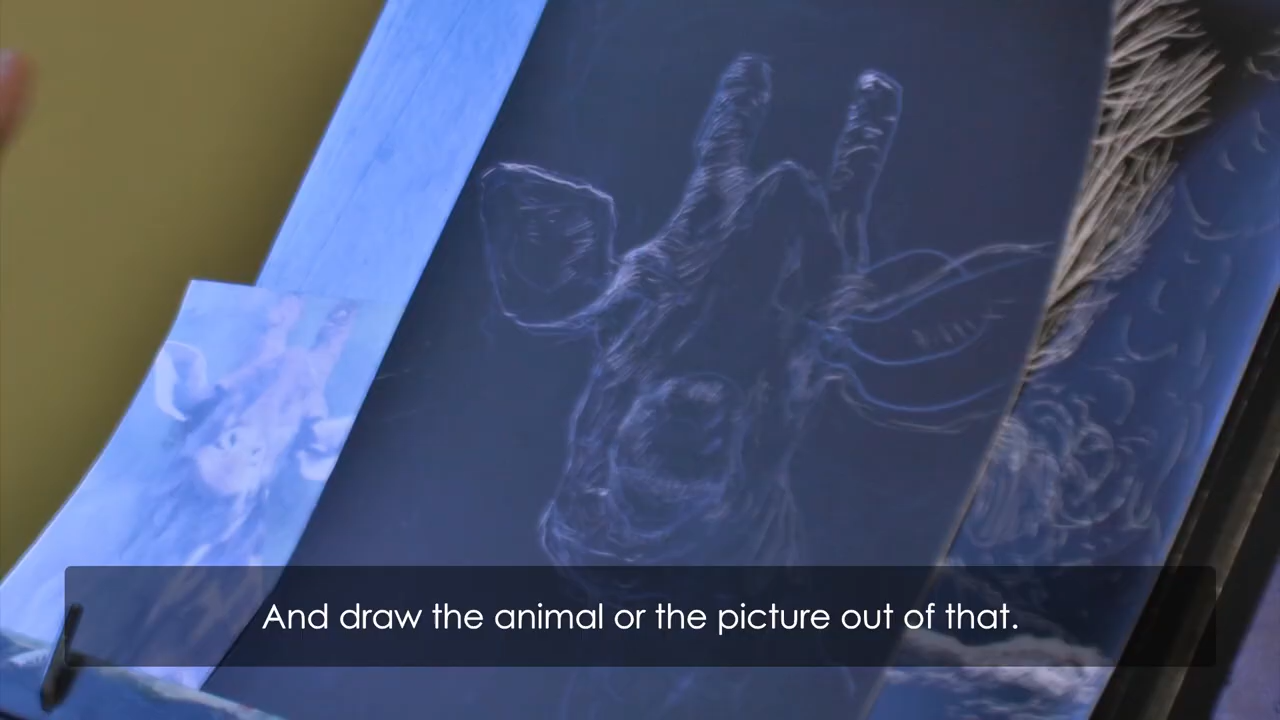 And draw the animal or the picture out of that.